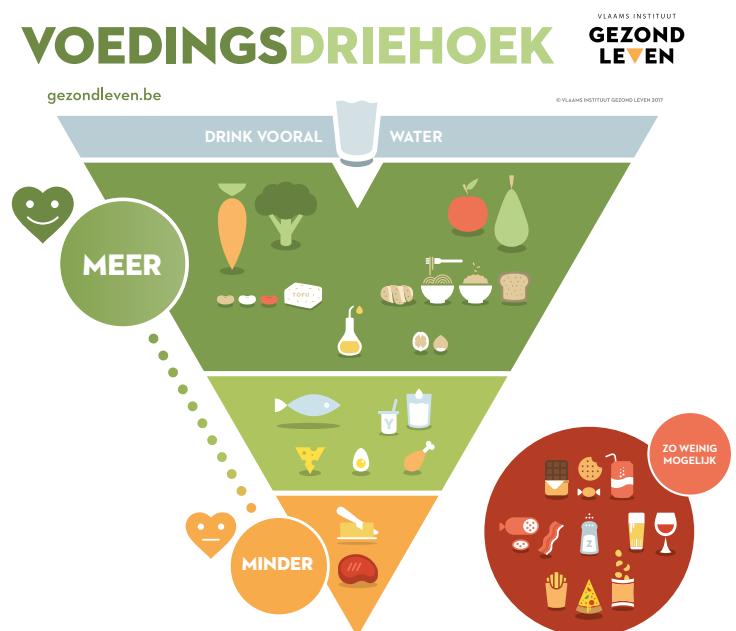 VLAAMS INSTITUUT
VOEDINGSDRIEHOEK
GEZOND
LEVEN
gezondleven.be
© VLAAMS INSTITUUT GEZOND LEVEN 2017
DRINK VOORAL WATER
MEER
TOFU
Y
ZO WEINIG
MOGELIJK
Z
MINDER